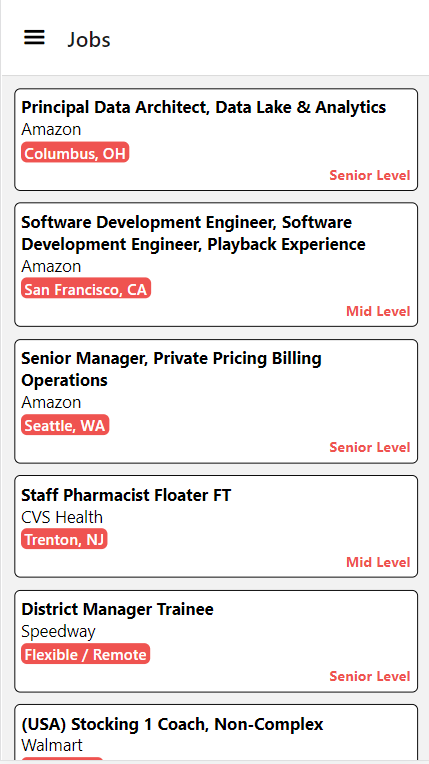 Jobs
Principal Data Architect, Data Lake & Analytics
Amazon
Columbus, OH
Senior Level
Software Development Engineer, Software
Development Engineer, Playback Experience
Amazon
San Francisco, CA
Mid Level
Senior Manager, Private Pricing Billing
Operations
Amazon
Seattle, WA
Senior Level
Staff Pharmacist Floater FT
CVS Health
Trenton, NJ
Mid Level
District Manager Trainee
Speedway
Flexible / Remote
Senior Level
(USA) Stocking 1 Coach, Non-Complex
Walmart